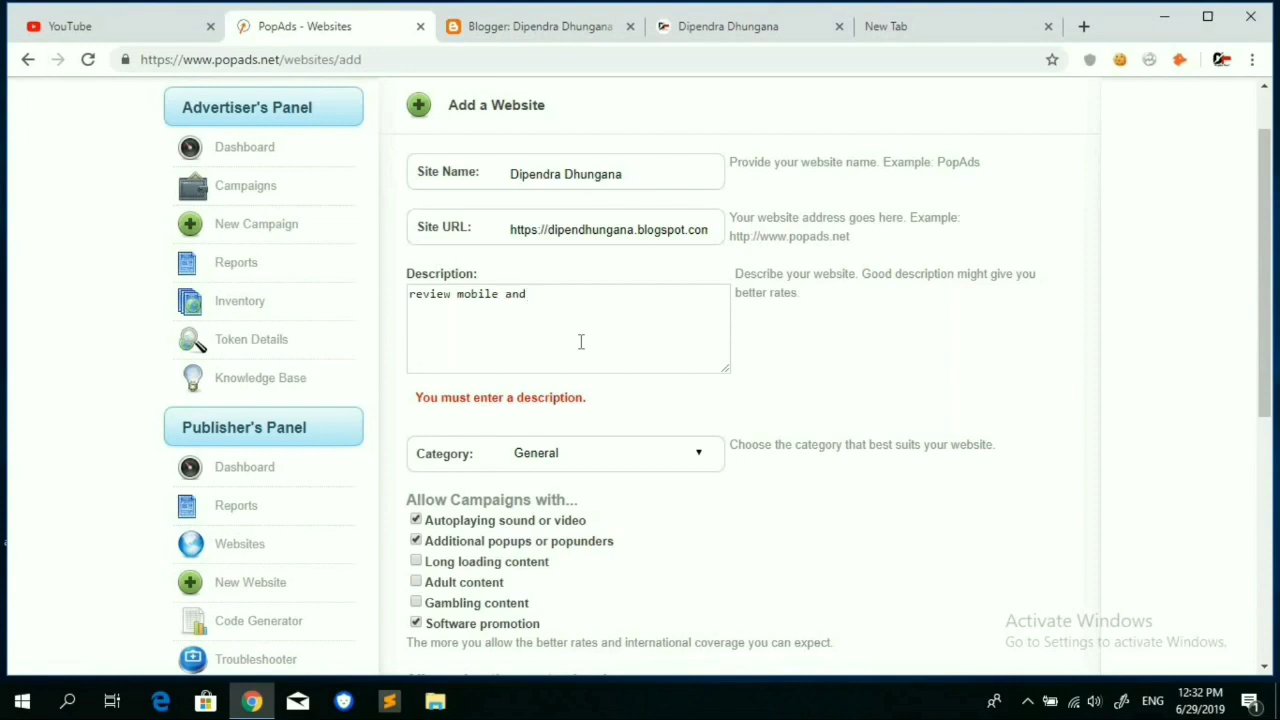 YouTube
PopAds - Websites
Blogger: Dipendra Dhungana
Dipendra Dhungana
New Tab
https://www.popads.net/websites/add
Advertiser's Panel
Dashboard
Campaigns
New Campaign
Reports
Inventory
Token Details
Knowledge Base
Publisher's Panel
Dashboard
Reports
Websites
New Website
Code Generator
Troubleshooter
Add a Website
Site Name: Dipendra Dhungana
Provide your website name. Example: PopAds
Site URL: https://dipendhungana.blogspot.con
Your website address goes here. Example:
http://www.popads.net
Description:
review mobile and
Describe your website. Good description might give you
better rates.
You must enter a description.
Category: General
Choose the category that best suits your website.
Allow Campaigns with...
Autoplaying sound or video
Additional popups or popunders
Long loading content
Adult content
Gambling content
Software promotion
The more you allow the better rates and international coverage you can expect.
Activate Windows
Go to Settings to activate Windows.
ENG
12:32 PM
6/29/2019
1